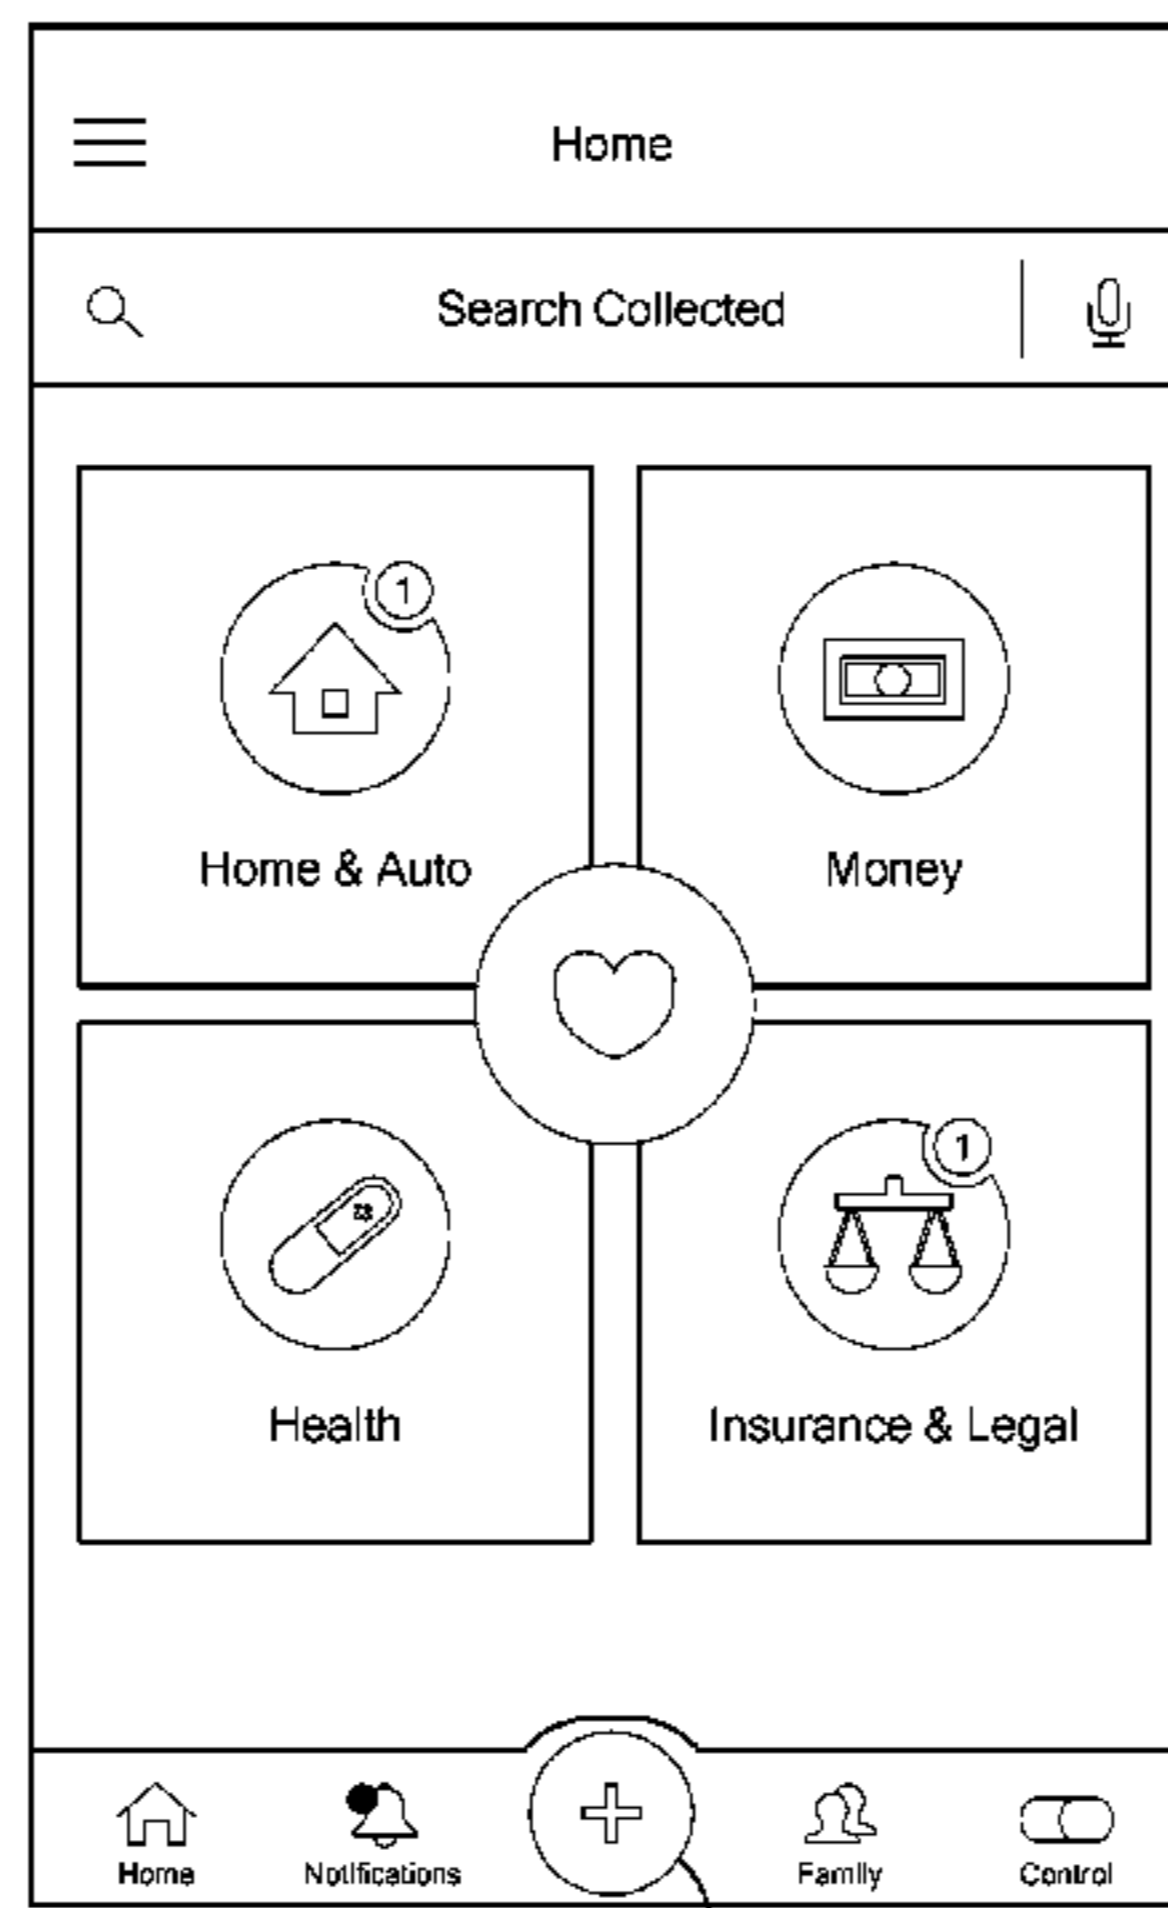 Home
Search Collected
1
Home & Auto
Money
1
Health
Insurance & Legal
Home
Notifications
Family
Control